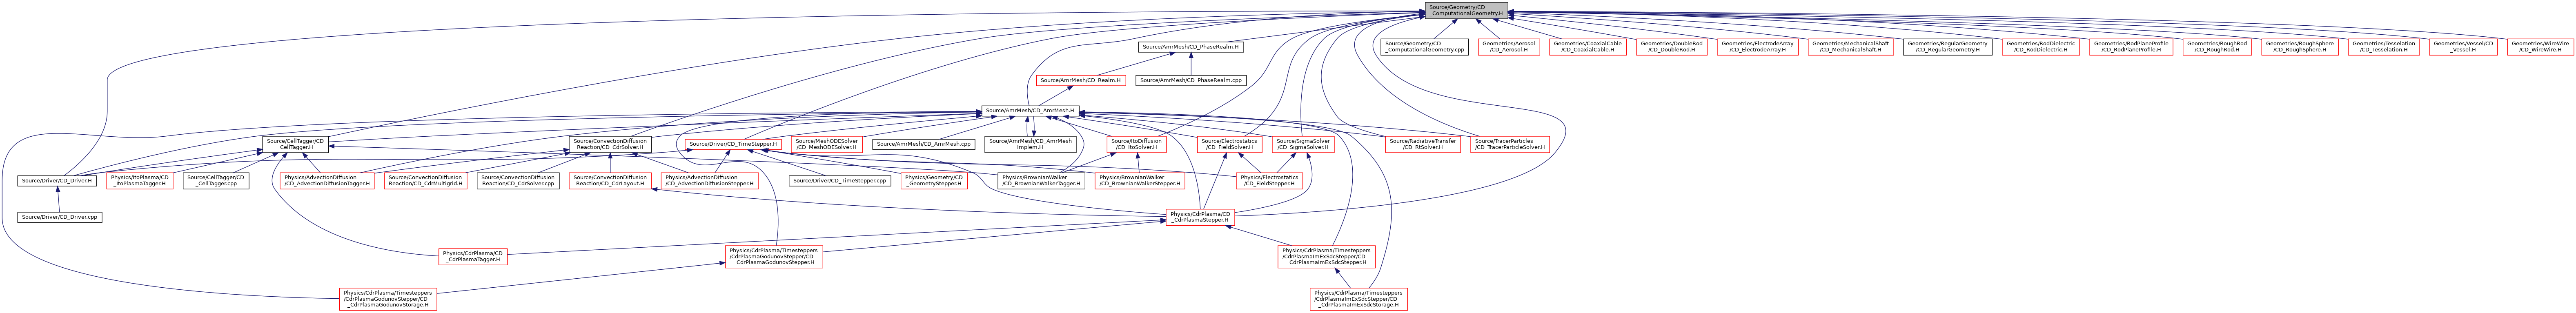 Source/Geometry/CD
_ComputationalGeometry.H
Source/AmrMesh/CD_PhaseRealm.H
Source/Geometry/CD
_ComputationalGeometry.cpp
Geometries/Aerosol
/CD_Aerosol.H
Geometries/CoaxialCable
/CD_CoaxialCable.H
Geometries/DoubleRod
/CD_DoubleRod.H
Geometries/ElectrodeArray
/CD_ElectrodeArray.H
Geometries/MechanicalShaft
/CD_MechanicalShaft.H
Geometries/RegularGeometry
/CD_RegularGeometry.H
Geometries/RodDielectric
/CD_RodDielectric.H
Geometries/RodPlaneProfile
/CD_RodPlaneProfile.H
Geometries/RoughRod
/CD_RoughRod.H
Geometries/RoughSphere
/CD_RoughSphere.H
Geometries/Tesselation
/CD_Tesselation.H
Geometries/Vessel/CD
_Vessel.H
Geometries/WireWire
/CD_WireWire.H
Source/AmrMesh/CD_Realm.H
Source/AmrMesh/CD_PhaseRealm.cpp
Source/AmrMesh/CD_AmrMesh.H
Source/CellTagger/CD
_CellTagger.H
Source/ConvectionDiffusion
Reaction/CD_CdrSolver.H
Source/Driver/CD_TimeStepper.H
Source/MeshODESolver
/CD_MeshODESolver.H
Source/AmrMesh/CD_AmrMesh.cpp
Source/AmrMesh/CD_AmrMesh
Implem.H
Source/ItoDiffusion
/CD_ItoSolver.H
Source/Electrostatics
/CD_FieldSolver.H
Source/SigmaSolver
/CD_SigmaSolver.H
Source/RadiativeTransfer
/CD_RtSolver.H
Source/TracerParticles
/CD_TracerParticleSolver.H
Source/Driver/CD_Driver.H
Physics/ItoPlasma/CD
_ItoPlasmaTagger.H
Source/CellTagger/CD
_CellTagger.cpp
Physics/AdvectionDiffusion
/CD_AdvectionDiffusionTagger.H
Source/ConvectionDiffusion
Reaction/CD_CdrMultigrid.H
Source/ConvectionDiffusion
Reaction/CD_CdrSolver.cpp
Source/ConvectionDiffusion
Reaction/CD_CdrLayout.H
Physics/AdvectionDiffusion
/CD_AdvectionDiffusionStepper.H
Source/Driver/CD_TimeStepper.cpp
Physics/Geometry/CD
_GeometryStepper.H
Physics/BrownianWalker
/CD_BrownianWalkerTagger.H
Physics/BrownianWalker
/CD_BrownianWalkerStepper.H
Physics/Electrostatics
/CD_FieldStepper.H
Source/Driver/CD_Driver.cpp
Physics/CdrPlasma/CD
_CdrPlasmaStepper.H
Physics/CdrPlasma/CD
_CdrPlasmaTagger.H
Physics/CdrPlasma/Timesteppers
/CdrPlasmaGodunovStepper/CD
_CdrPlasmaGodunovStepper.H
Physics/CdrPlasma/Timesteppers
/CdrPlasmaImExSdcStepper/CD
_CdrPlasmaImExSdcStepper.H
Physics/CdrPlasma/Timesteppers
/CdrPlasmaGodunovStepper/CD
_CdrPlasmaGodunovStorage.H
Physics/CdrPlasma/Timesteppers
/CdrPlasmaImExSdcStepper/CD
_CdrPlasmaImExSdcStorage.H